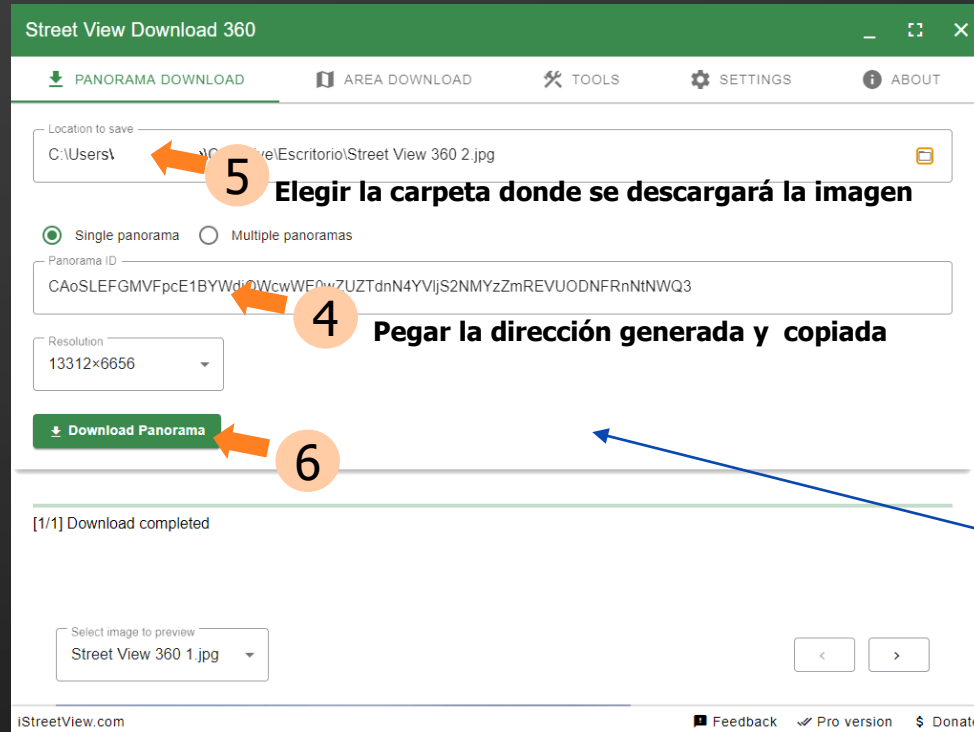 Street View Download 360
PANORAMA DOWNLOAD AREA DOWNLOAD TOOLS SETTINGS ABOUT
Location to save
C:\Users\ \Escritorio\Street View 360 2.jpg
5 Elegir la carpeta donde se descargará la imagen
Single panorama Multiple panoramas
Panorama ID
4 Pegar la dirección generada y copiada
Resolution
13312×6656
Download Panorama
6
[1/1] Download completed
Select image to preview
Street View 360 1.jpg
iStreetView.com Feedback Pro version $ Donate